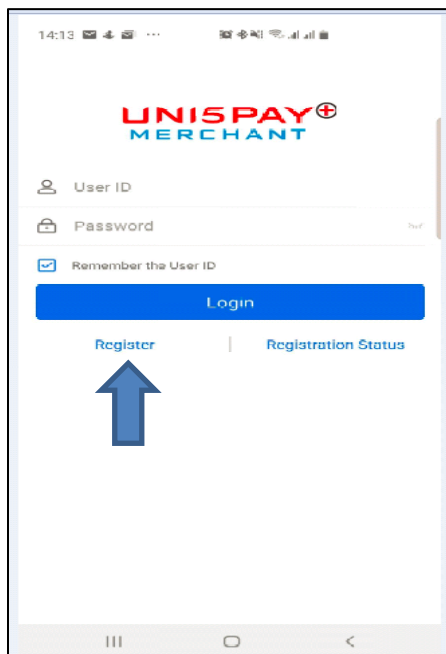 14:13
UNISPAY+
MERCHANT
User ID
Password
Remember the User ID
Login
Register | Registration Status